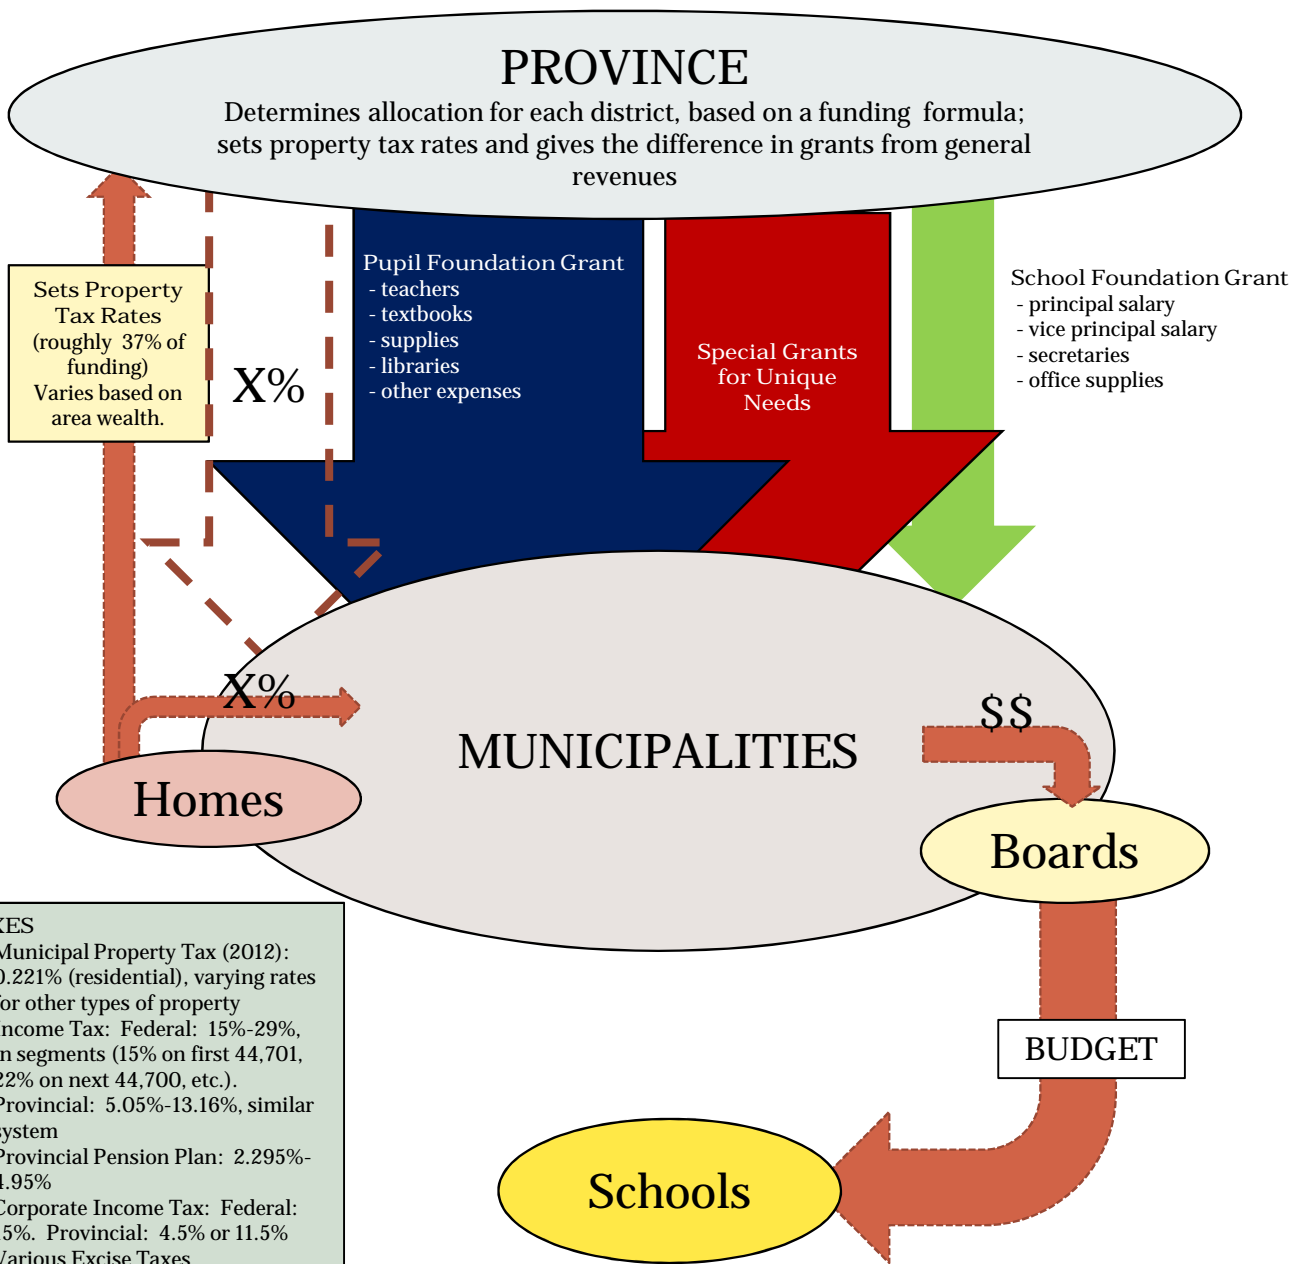 PROVINCE
Determines allocation for each district, based on a funding formula;
sets property tax rates and gives the difference in grants from general
revenues
Sets Property
Tax Rates
(roughly 37% of
funding)
Varies based on
area wealth.
X%
Pupil Foundation Grant
- teachers
- textbooks
- supplies
- libraries
- other expenses
Special Grants
for Unique
Needs
School Foundation Grant
- principal salary
- vice principal salary
- secretaries
- office supplies
X%
$$
MUNICIPALITIES
Homes
Boards
XES
Municipal Property Tax (2012):
0.221% (residential), varying rates
for other types of property
Income Tax: Federal: 15%-29%,
in segments (15% on first 44,701,
22% on next 44,700, etc.).
Provincial: 5.05%-13.16%, similar
system
Provincial Pension Plan: 2.295%-
4.95%
Corporate Income Tax: Federal:
15%. Provincial: 4.5% or 11.5%
Various Excise Taxes
BUDGET
Schools